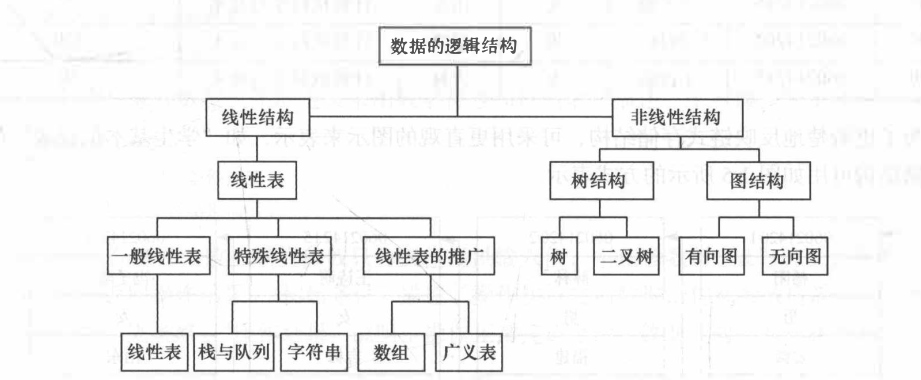 数据的逻辑结构
线性结构
非线性结构
线性表
树结构
图结构
一般线性表
特殊线性表
线性表的推广
树
二叉树
有向图
无向图
线性表
栈与队列
字符串
数组
广义表